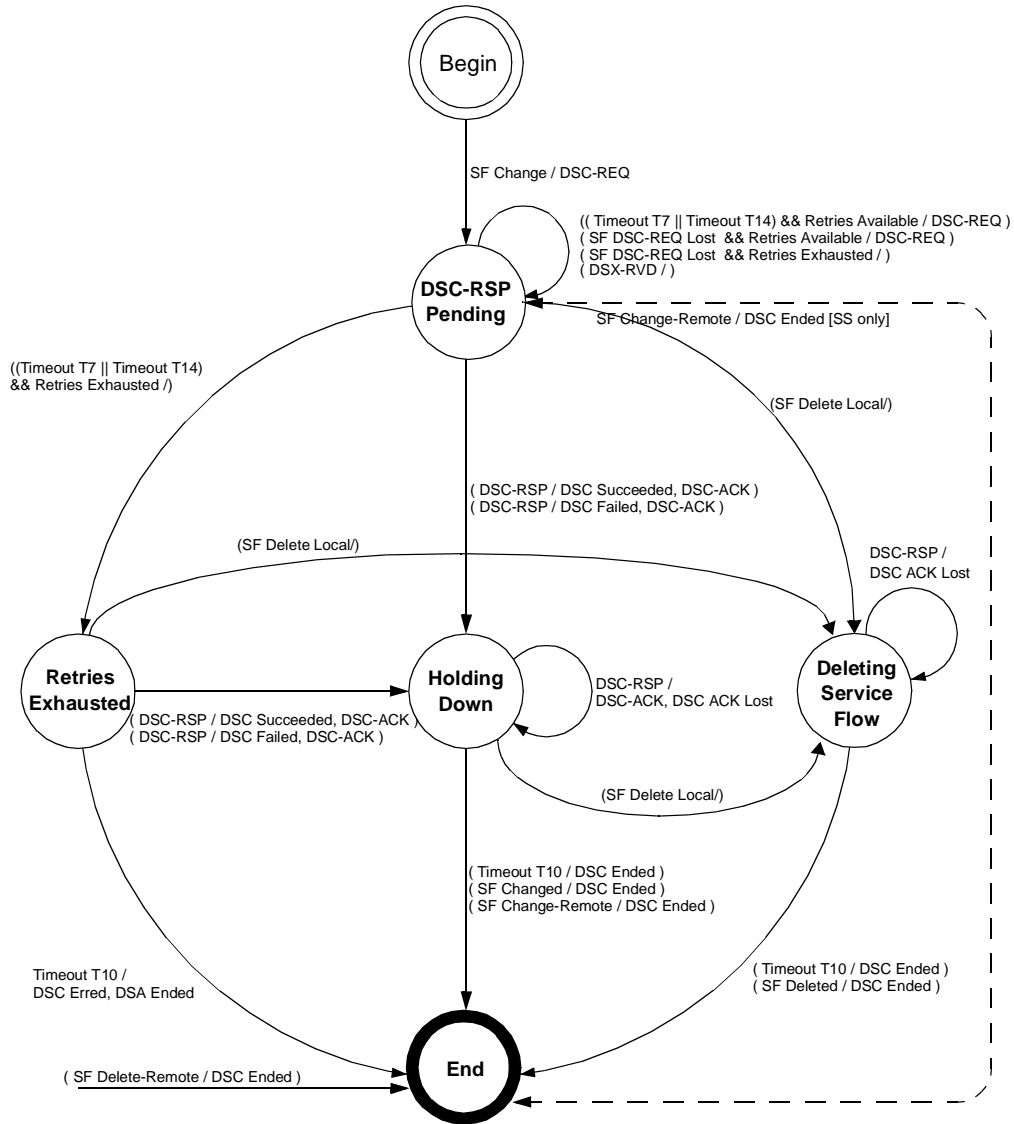 Begin
SF Change / DSC-REQ
(( Timeout T7 || Timeout T14) && Retries Available / DSC-REQ )
( SF DSC-REQ Lost && Retries Available / DSC-REQ )
( SF DSC-REQ Lost && Retries Exhausted / )
( DSX-RVD / )
DSC-RSP
Pending
SF Change-Remote / DSC Ended [SS only]
((Timeout T7 || Timeout T14)
&& Retries Exhausted /)
(SF Delete Local/)
( DSC-RSP / DSC Succeeded, DSC-ACK )
( DSC-RSP / DSC Failed, DSC-ACK )
(SF Delete Local/)
DSC-RSP /
DSC ACK Lost
Retries
Exhausted
Holding
Down
DSC-RSP /
DSC-ACK, DSC ACK Lost
Deleting
Service
Flow
( DSC-RSP / DSC Succeeded, DSC-ACK )
( DSC-RSP / DSC Failed, DSC-ACK )
(SF Delete Local/)
( Timeout T10 / DSC Ended )
( SF Changed / DSC Ended )
( SF Change-Remote / DSC Ended )
Timeout T10 /
DSC Erred, DSA Ended
( Timeout T10 / DSC Ended )
( SF Deleted / DSC Ended )
( SF Delete-Remote / DSC Ended )
End